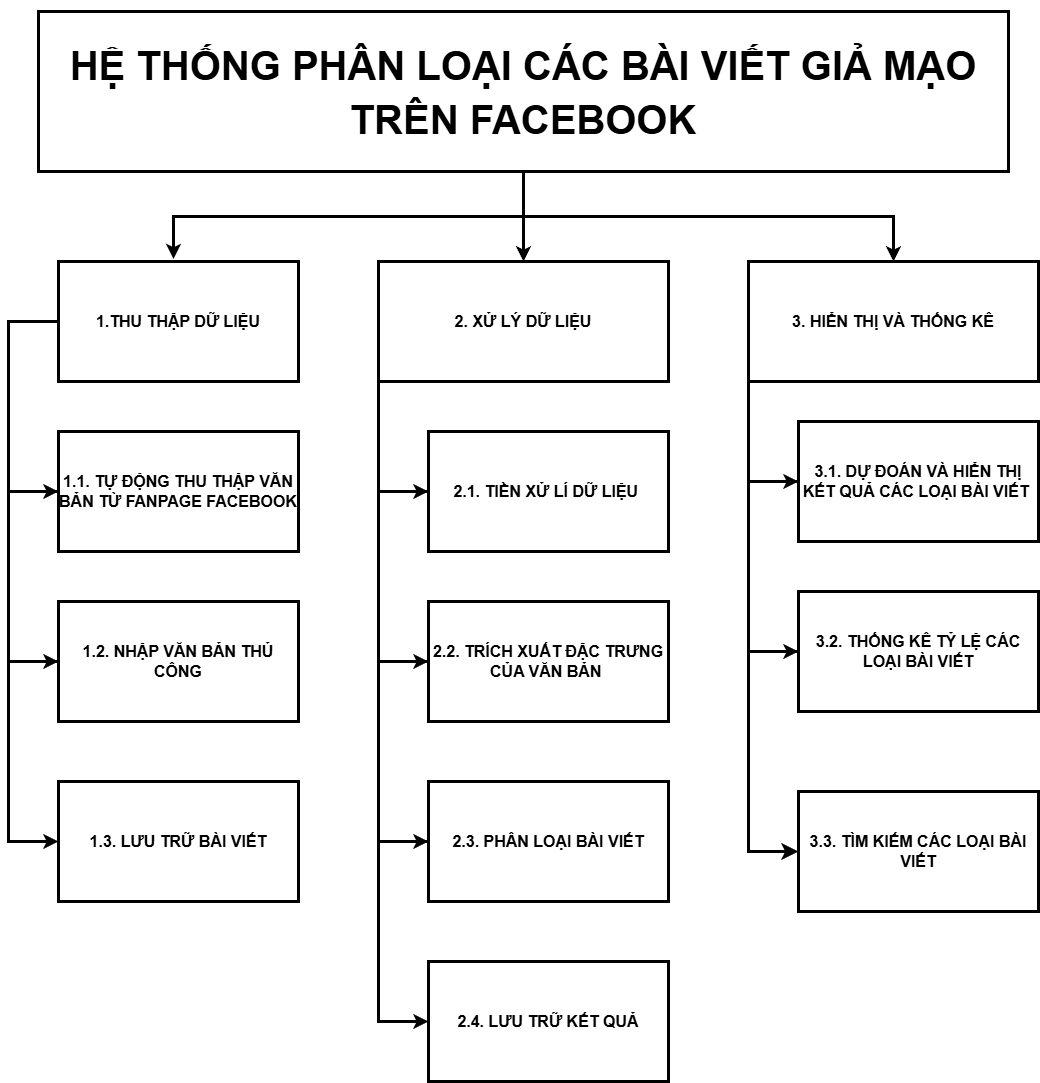 HỆ THỐNG PHÂN LOẠI CÁC BÀI VIẾT GIẢ MẠO
TRÊN FACEBOOK
1.THU THẬP DỮ LIỆU
1.1. TỰ ĐỘNG THU THẬP VĂN
BẢN TỪ FANPAGE FACEBOOK
1.2. NHẬP VĂN BẢN THỦ
CÔNG
1.3. LƯU TRỮ BÀI VIẾT
2. XỬ LÝ DỮ LIỆU
2.1. TIỀN XỬ LÍ DỮ LIỆU
2.2. TRÍCH XUẤT ĐẶC TRƯNG
CỦA VĂN BẢN
2.3. PHÂN LOẠI BÀI VIẾT
2.4. LƯU TRỮ KẾT QUẢ
3. HIỂN THỊ VÀ THỐNG KÊ
3.1. DỰ ĐOÁN VÀ HIỂN THỊ
KẾT QUẢ CÁC LOẠI BÀI VIẾT
3.2. THỐNG KÊ TỶ LỆ CÁC
LOẠI BÀI VIẾT
3.3. TÌM KIẾM CÁC LOẠI BÀI
VIẾT